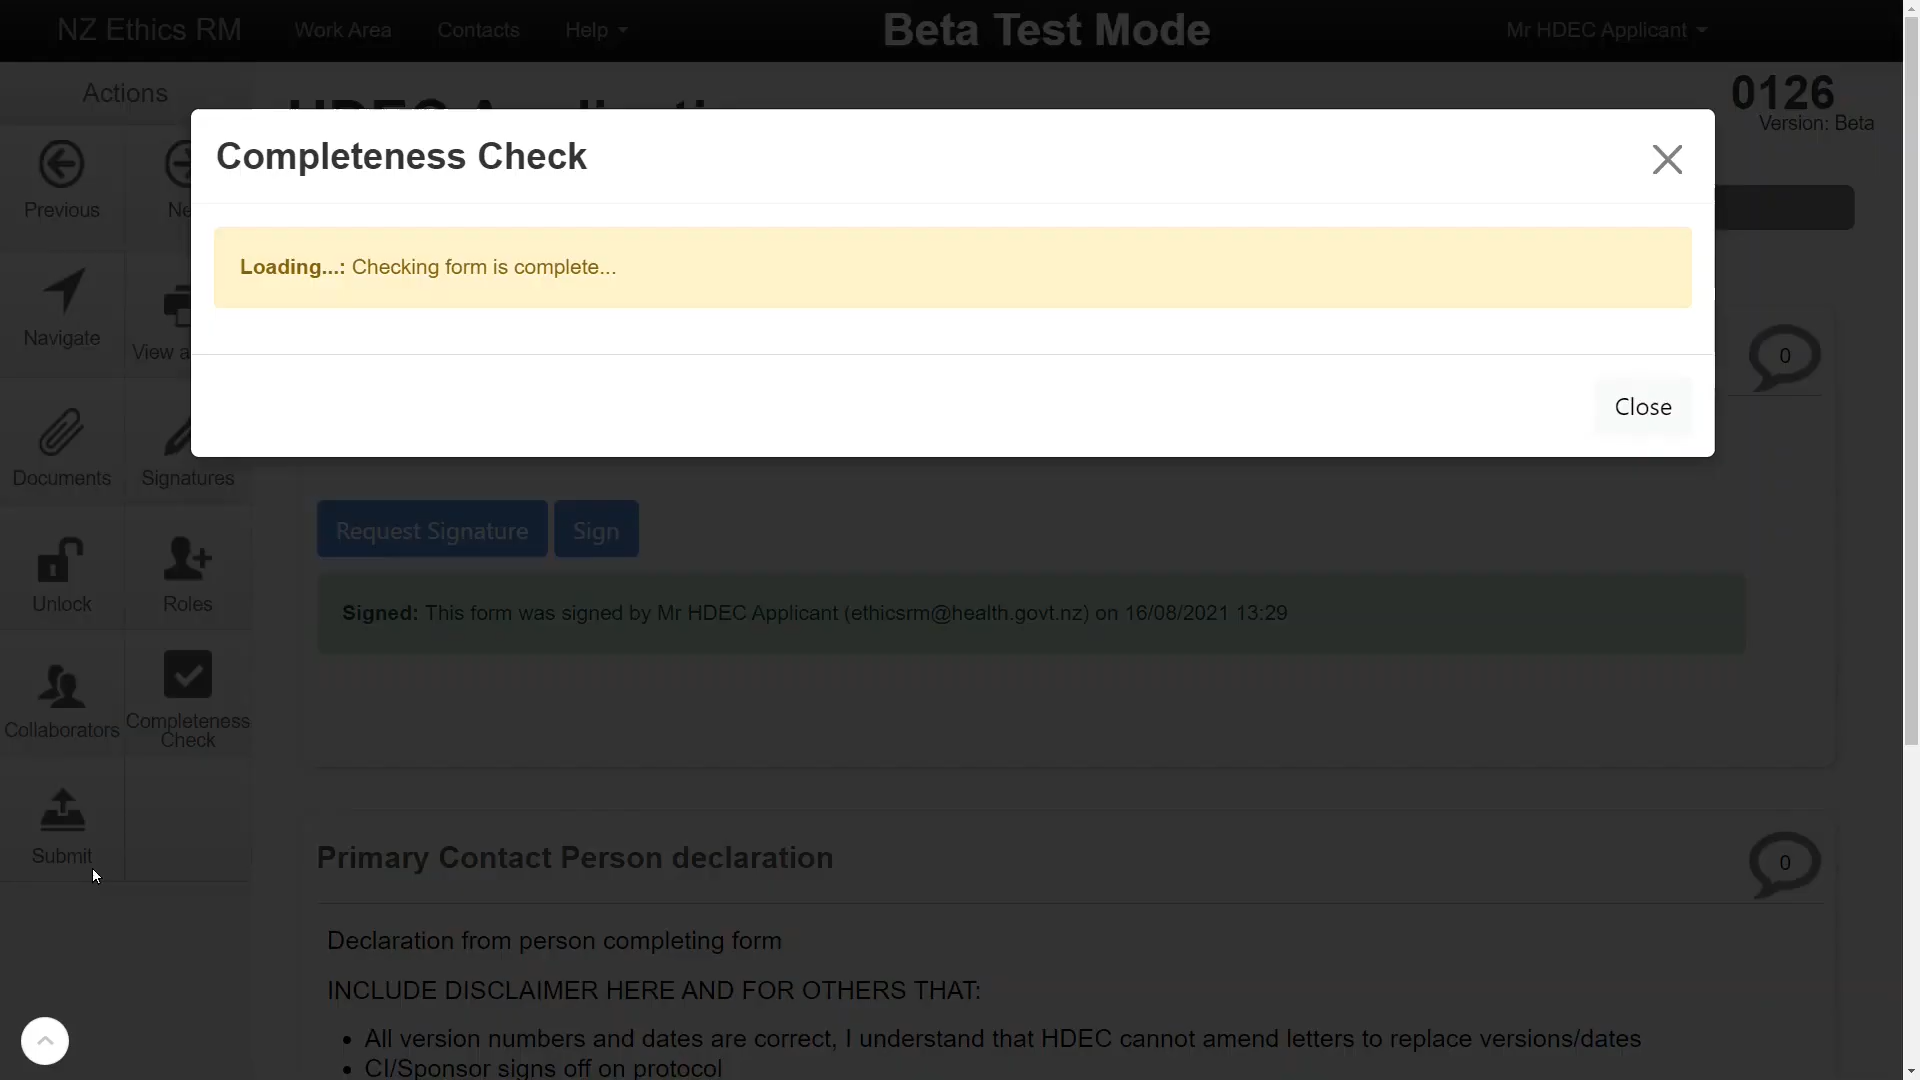 NZ Ethics RM Work Area Contacts Help Beta Test Mode Mr HDEC Applicant
Actions
0126
Version: Beta
Completeness Check
Previous
Loading...: Checking form is complete...
Navigate
View a
0
Close
Documents
Signatures
Request Signature Sign
Unlock
Roles
Signed: This form was signed by Mr HDEC Applicant (ethicsrm@health.govt.nz) on 16/08/2021 13:29
Collaborators
Completeness
Check
Submit
Primary Contact Person declaration
0
Declaration from person completing form
INCLUDE DISCLAIMER HERE AND FOR OTHERS THAT:
• All version numbers and dates are correct, I understand that HDEC cannot amend letters to replace versions/dates
• CI/Sponsor signs off on protocol